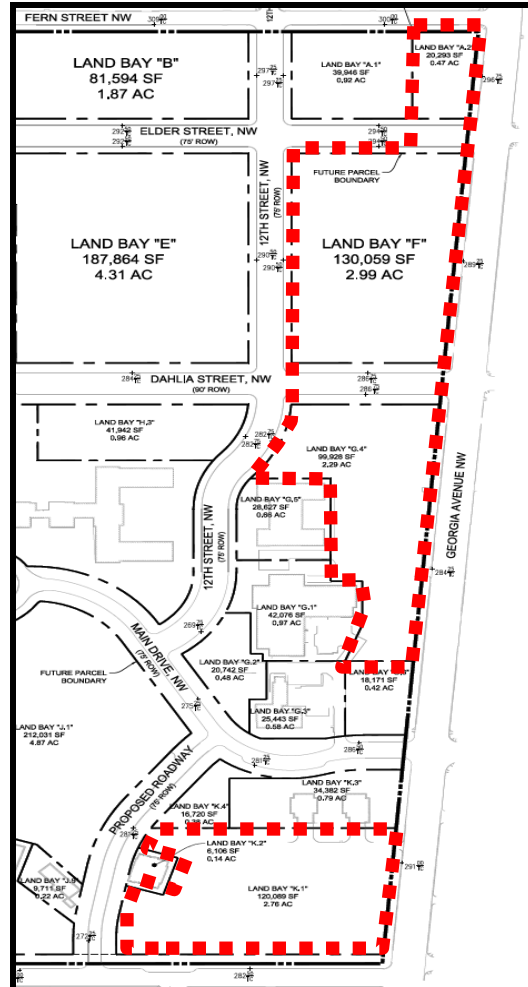 FERN STREET NW
12TH STREET, NW
LAND BAY "B"
81,594 SF
1.87 AC
LAND BAY "A.1"
39,946 SF
0.92 AC
LAND BAY "A.2"
20,293 SF
0.47 AC
ELDER STREET, NW
(75' ROW)
FUTURE PARCEL
BOUNDARY
12TH STREET, NW
(75' ROW)
LAND BAY "E"
187,864 SF
4.31 AC
LAND BAY "F"
130,059 SF
2.99 AC
DAHLIA STREET, NW
(90' ROW)
LAND BAY "H.3"
41,942 SF
0.96 AC
LAND BAY "G.4"
99,928 SF
2.29 AC
GEORGIA AVENUE NW
LAND BAY "G.5"
28,627 SF
0.66 AC
12TH STREET, NW
(75' ROW)
LAND BAY "G.1"
42,076 SF
0.97 AC
MAIN DRIVE, NW
(75' ROW)
FUTURE PARCEL
BOUNDARY
LAND BAY "G.2"
20,742 SF
0.48 AC
LAND BAY "G.3"
25,443 SF
0.58 AC
18,171 SF
0.42 AC
LAND BAY "J.1"
212,031 SF
4.87 AC
PROPOSED ROADWAY
(76' ROW)
LAND BAY "K.3"
34,382 SF
0.79 AC
LAND BAY "K.4"
16,720 SF
0.38 AC
LAND BAY "K.2"
6,106 SF
0.14 AC
9,711 SF
0.22 AC
LAND BAY "K.1"
120,089 SF
2.76 AC